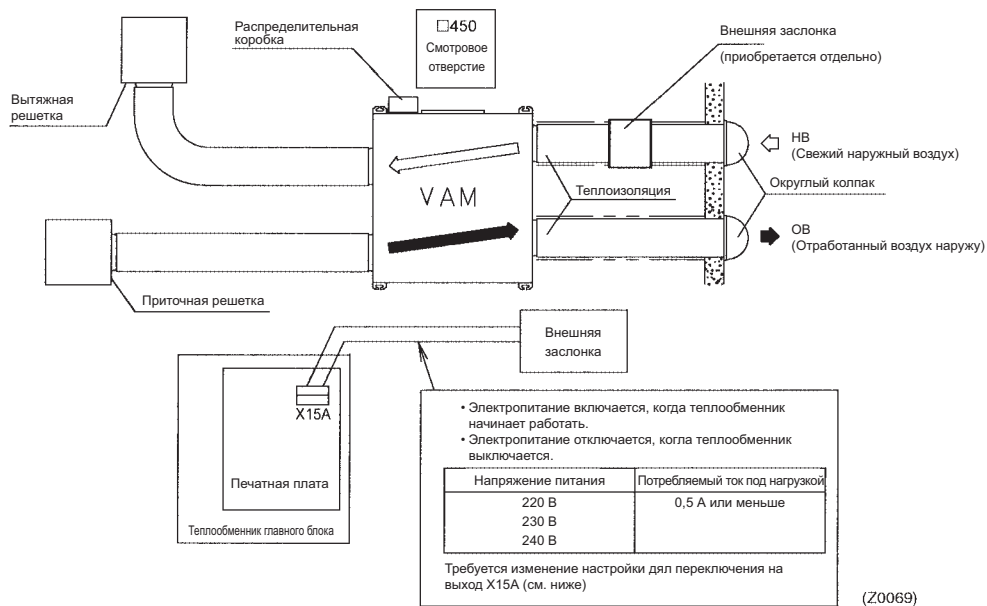 Распределительная
коробка
□450
Смотровое
отверстие
Внешняя заслонка
(приобретается отдельно)
Вытяжная
решетка
НВ
(Свежий наружный воздух)
VAM
Теплоизоляция
Округлый колпак
ОВ
(Отработанный воздух наружу)
Приточная решетка
Внешняя
заслонка
X15A
Печатная плата
Теплообменник главного блока
• Электропитание включается, когда теплообменник
начинает работать.
• Электропитание отключается, когла теплообменник
выключается.
Напряжение питания Потребляемый ток под нагрузкой
220 В 0,5 А или меньше
230 В
240 В
Требуется изменение настройки дял переключения на
выход X15A (см. ниже)
(Z0069)